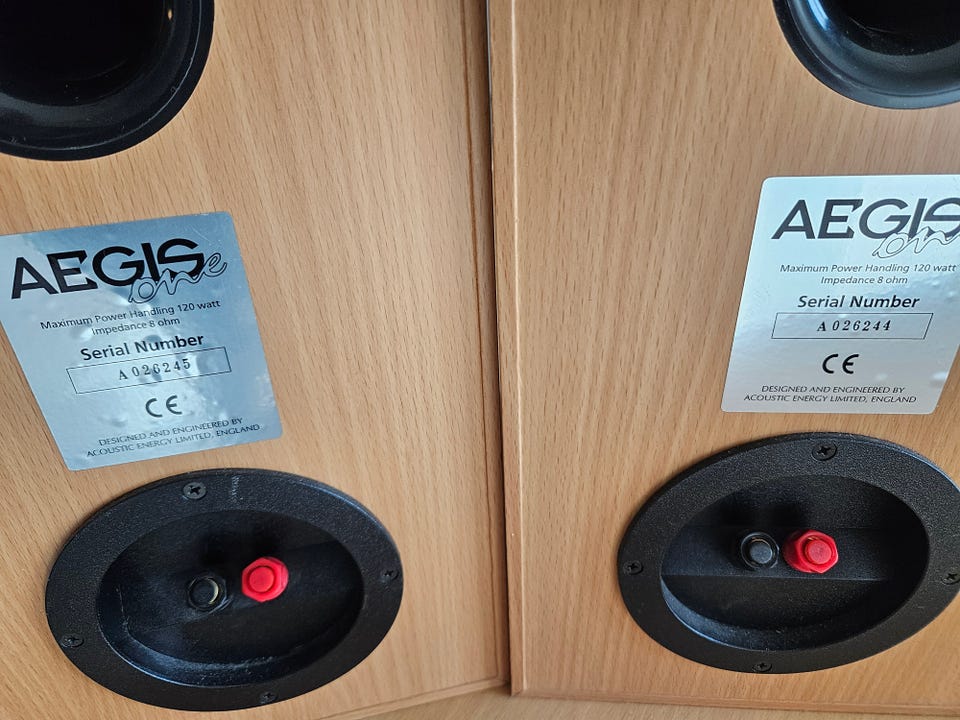 AEGIS
one
Maximum Power Handling 120 watt
Impedance 8 ohm
Serial Number
A 026245
CE
DESIGNED AND ENGINEERED BY
ACOUSTIC ENERGY LIMITED, ENGLAND
AEGIS
one
Maximum Power Handling 120 watt
Impedance 8 ohm
Serial Number
A 026244
CE
DESIGNED AND ENGINEERED BY
ACOUSTIC ENERGY LIMITED, ENGLAND